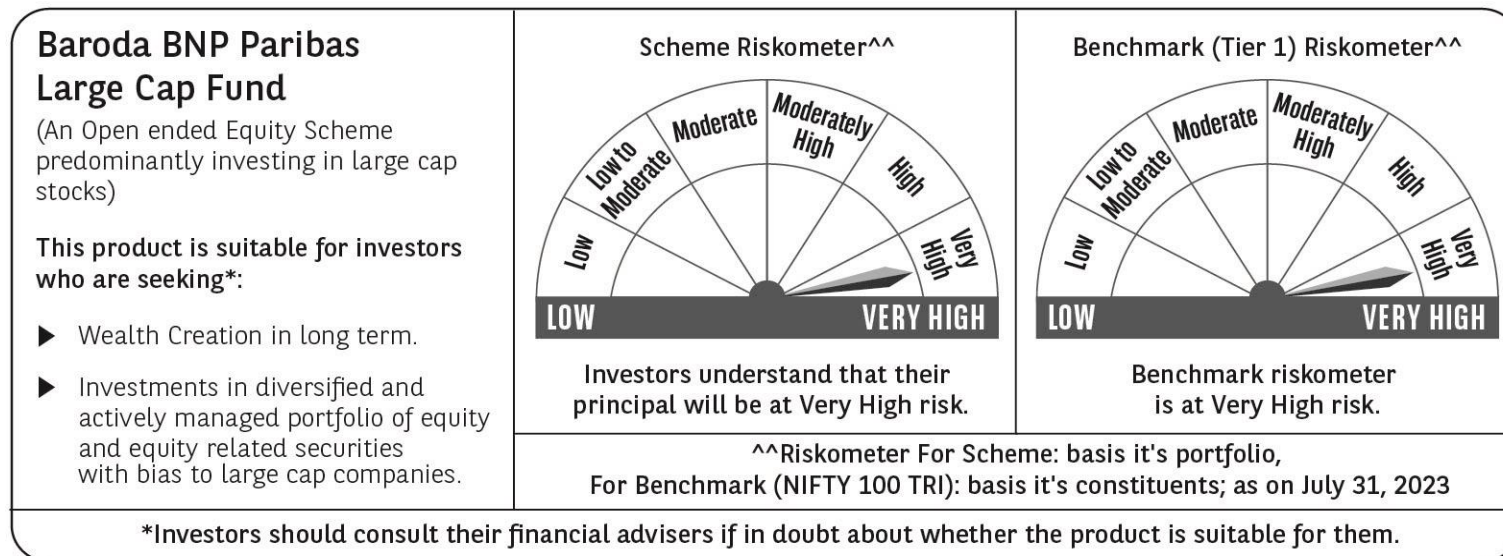 Baroda BNP Paribas
Large Cap Fund
(An Open ended Equity Scheme
predominantly investing in large cap
stocks)
This product is suitable for investors
who are seeking*:
▶ Wealth Creation in long term.
▶ Investments in diversified and
actively managed portfolio of equity
and equity related securities
with bias to large cap companies.
Scheme Riskometer^^
Low
Low to
Moderate
Moderate
Moderately
High
High
Very
High
LOW VERY HIGH
Investors understand that their
principal will be at Very High risk.
Benchmark (Tier 1) Riskometer^^
Low
Low to
Moderate
Moderate
Moderately
High
High
Very
High
LOW VERY HIGH
Benchmark riskometer
is at Very High risk.
^^Riskometer For Scheme: basis it's portfolio,
For Benchmark (NIFTY 100 TRI): basis it's constituents; as on July 31, 2023
*Investors should consult their financial advisers if in doubt about whether the product is suitable for them.